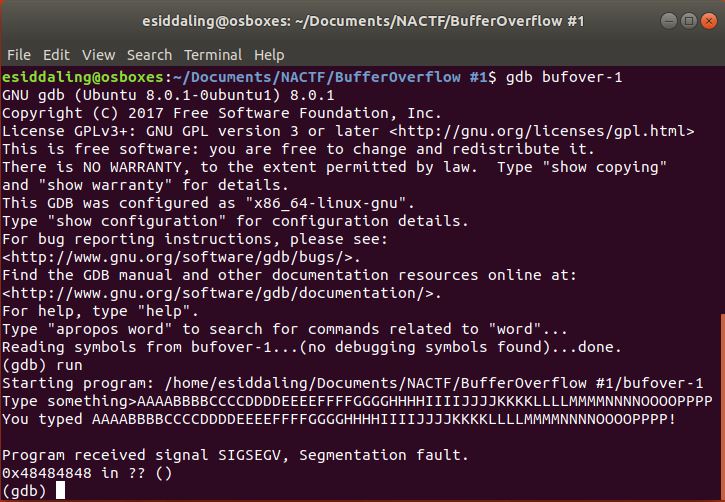 esiddaling@osboxes: ~/Documents/NACTF/BufferOverflow #1
File Edit View Search Terminal Help
esiddaling@osboxes:~/Documents/NACTF/BufferOverflow #1$ gdb bufover-1
GNU gdb (Ubuntu 8.0.1-0ubuntu1) 8.0.1
Copyright (C) 2017 Free Software Foundation, Inc.
License GPLv3+: GNU GPL version 3 or later <http://gnu.org/licenses/gpl.html>
This is free software: you are free to change and redistribute it.
There is NO WARRANTY, to the extent permitted by law.  Type "show copying"
and "show warranty" for details.
This GDB was configured as "x86_64-linux-gnu".
Type "show configuration" for configuration details.
For bug reporting instructions, please see:
<http://www.gnu.org/software/gdb/bugs/>.
Find the GDB manual and other documentation resources online at:
<http://www.gnu.org/software/gdb/documentation/>.
For help, type "help".
Type "apropos word" to search for commands related to "word"...
Reading symbols from bufover-1...(no debugging symbols found)...done.
(gdb) run
Starting program: /home/esiddaling/Documents/NACTF/BufferOverflow #1/bufover-1
Type something>AAAABBBBCCCCDDDDEEEEFFFFGGGGHHHHIIIIJJJJKKKKLLLLMMMMNNNNOOOOPPPP
You typed AAAABBBBCCCCDDDDEEEEFFFFGGGGHHHHIIIIJJJJKKKKLLLLMMMMNNNNOOOOPPPP!
Program received signal SIGSEGV, Segmentation fault.
0x48484848 in ?? ()
(gdb)